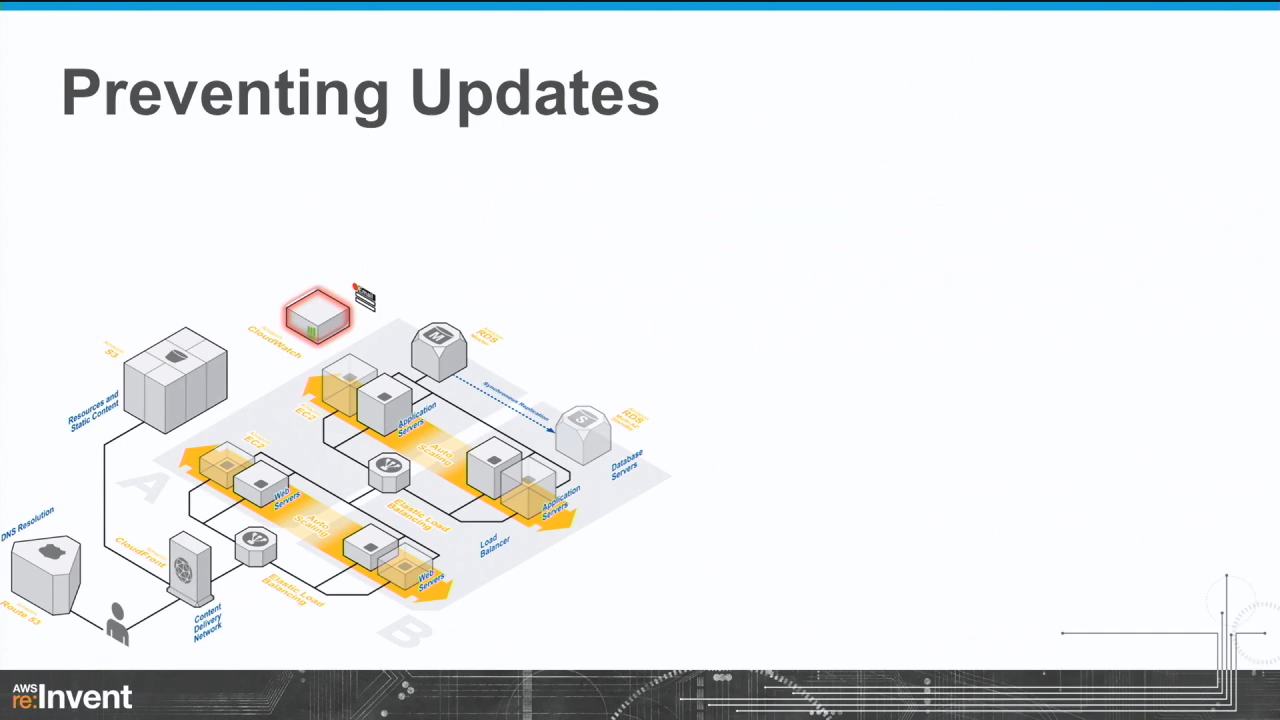 Preventing Updates
CloudWatch
S3
Resources and
Static Content
M
RDS
Synchronous Replication
S
RDS
Database
Servers
EC2
Application
Servers
Auto
Scaling
Application
Servers
Elastic Load
Balancing
Load
Balancer
EC2
Web
Servers
Auto
Scaling
Web
Servers
Elastic Load
Balancing
A
B
DNS Resolution
Route 53
CloudFront
Content
Delivery
Network
AWS
re:Invent